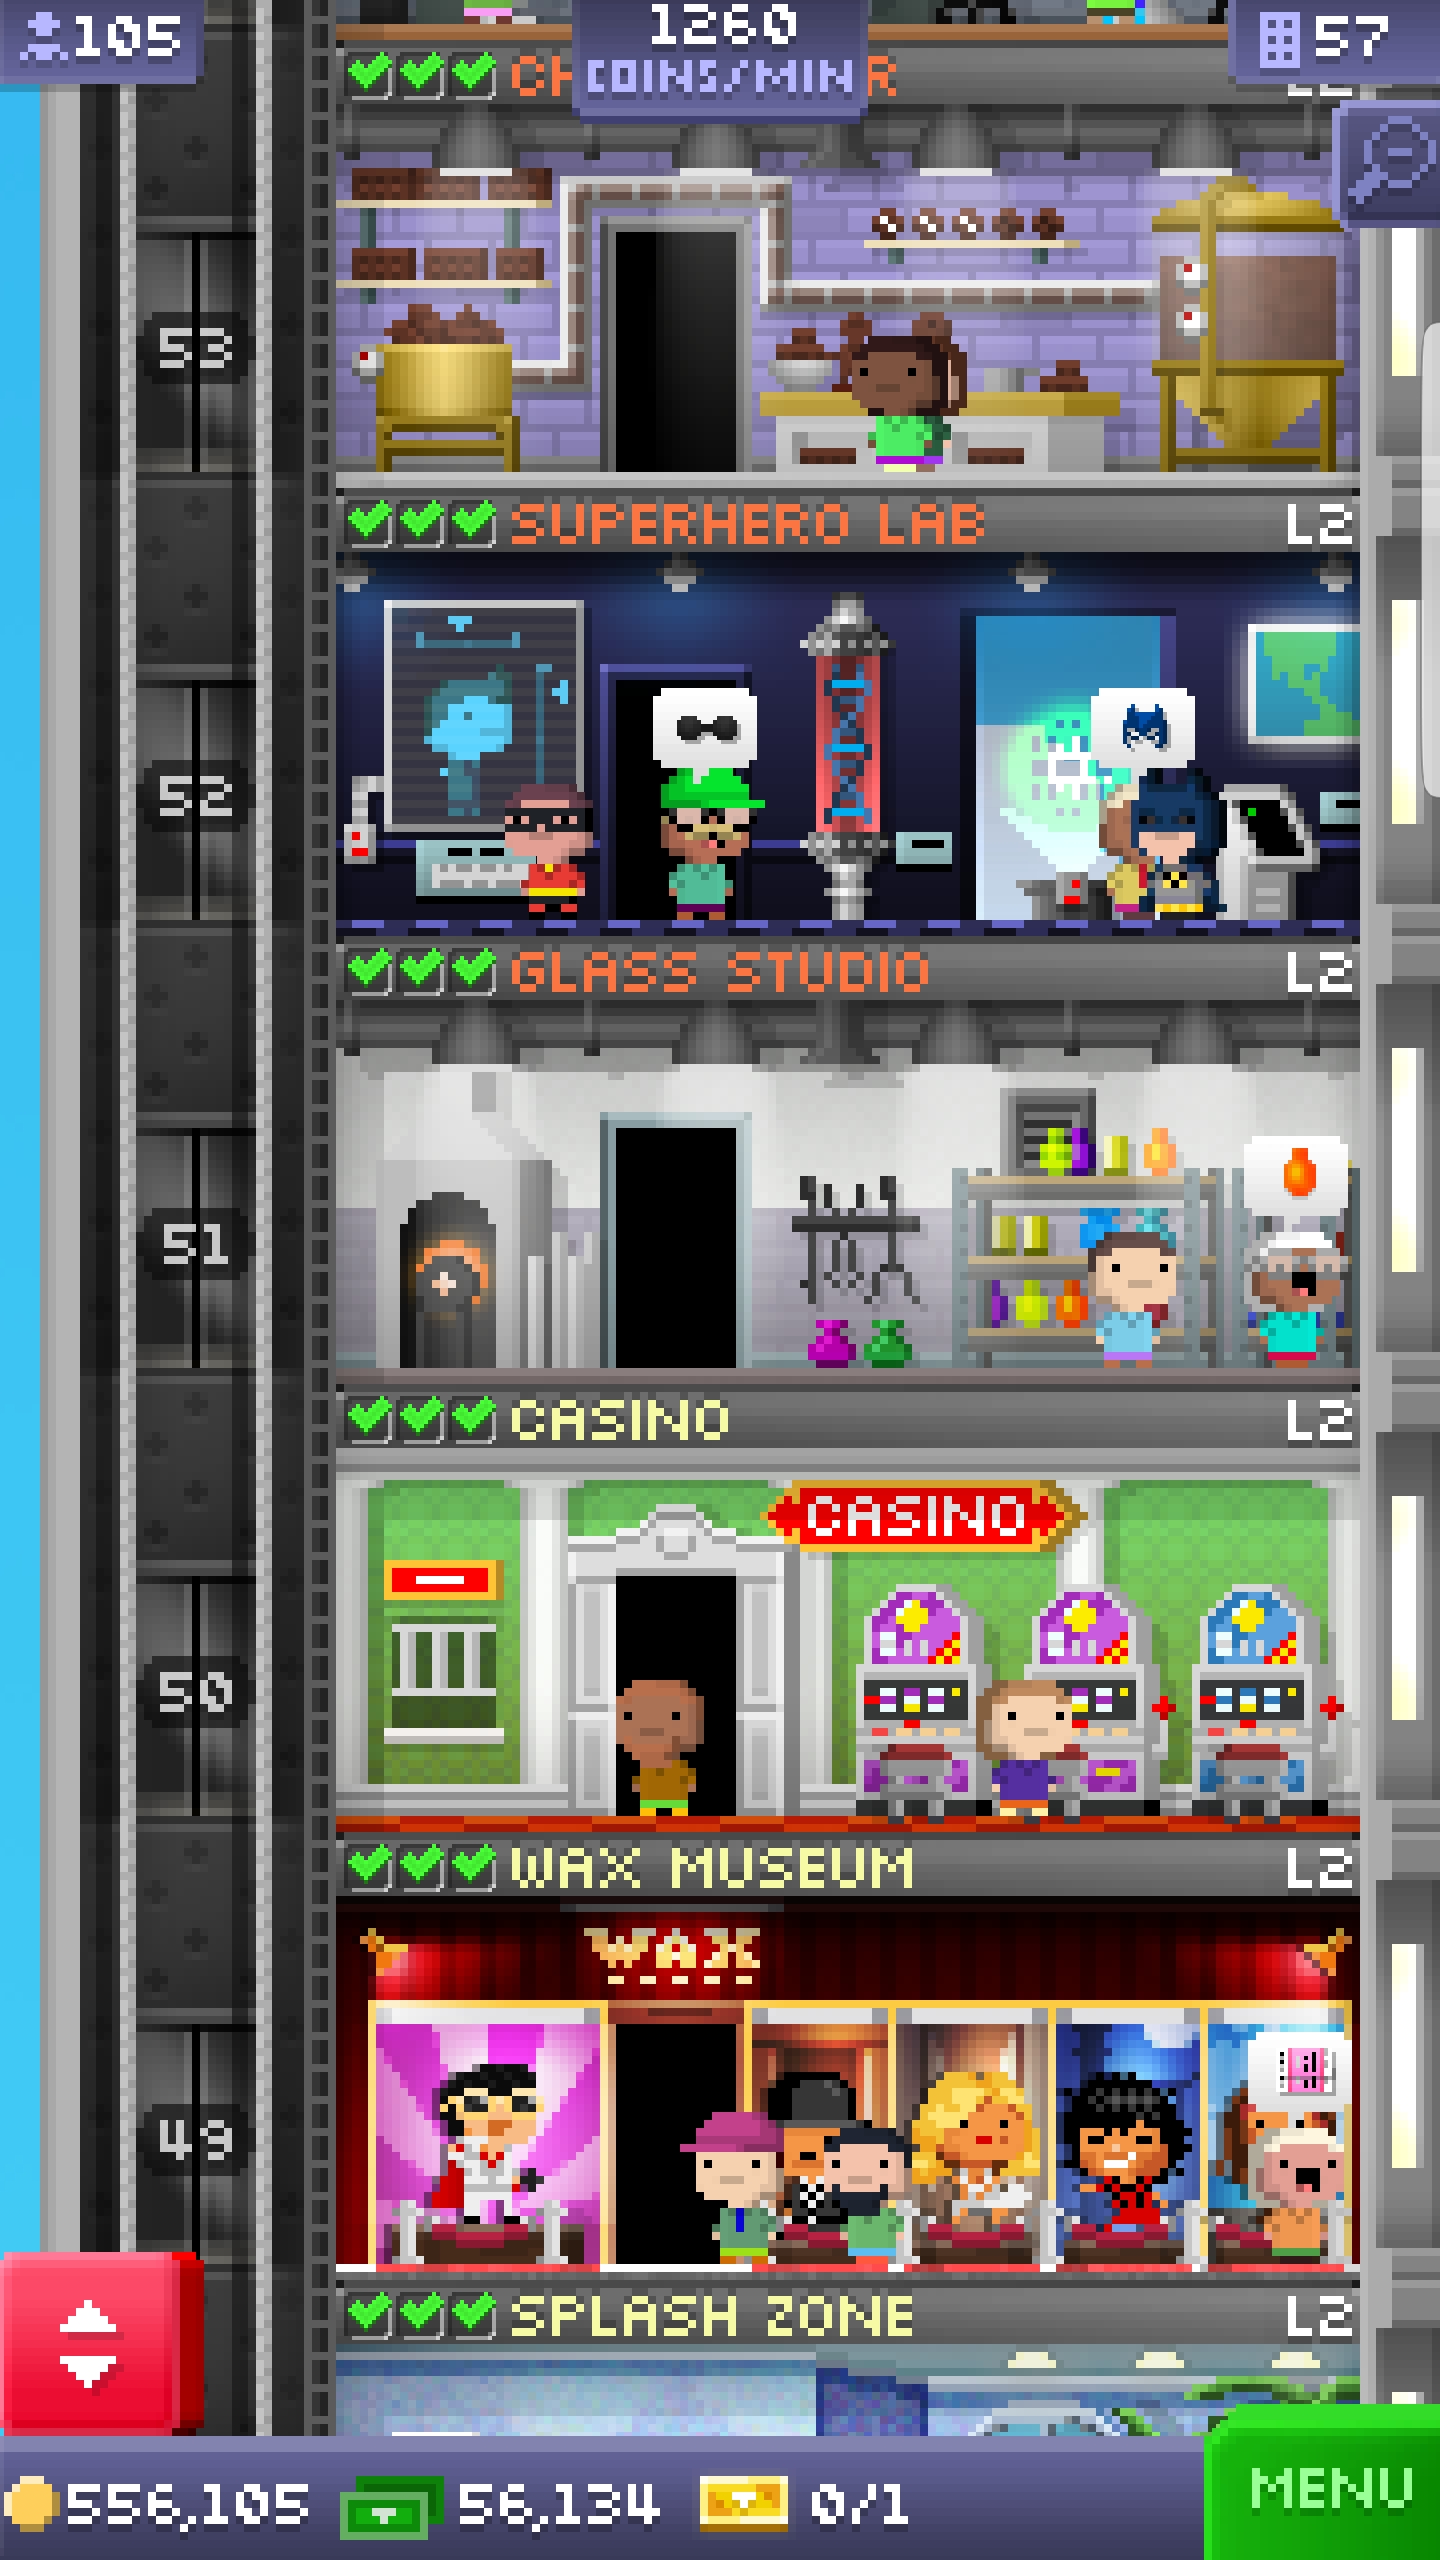 105
1260
COINS/MIN
57
CH
R
53
SUPERHERO LAB
L2
52
GLASS STUDIO
L2
51
CASINO
L2
CASINO
50
WAX MUSEUM
L2
WAX
49
SPLASH ZONE
L2
556,105
56,134
0/1
MENU